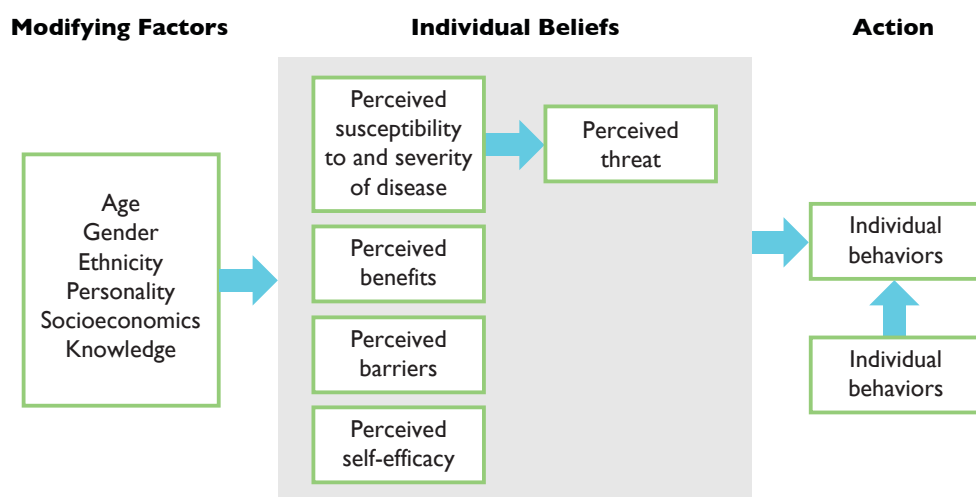 Modifying Factors
Individual Beliefs
Action
Age
Gender
Ethnicity
Personality
Socioeconomics
Knowledge
Perceived
susceptibility
to and severity
of disease
Perceived
threat
Perceived
benefits
Perceived
barriers
Perceived
self-efficacy
Individual
behaviors
Individual
behaviors